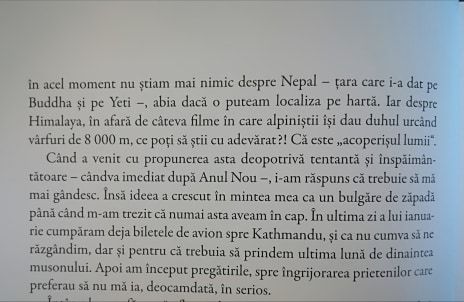 în acel moment nu știam mai nimic despre Nepal – țara care i-a dat pe
Buddha și pe Yeti –, abia dacă o puteam localiza pe hartă. Iar despre
Himalaya, în afară de câteva filme în care alpiniștii își dau duhul urcând
vârfuri de 8 000 m, ce poți să știi cu adevărat?! Că este „acoperișul lumii“.
Când a venit cu propunerea asta deopotrivă tentantă și înspăimân-
tătoare – cândva imediat după Anul Nou –, i-am răspuns că trebuie să mă
mai gândesc. Însă ideea a crescut în mintea mea ca un bulgăre de zăpadă
până când m-am trezit că numai asta aveam în cap. În ultima zi a lui ianua-
rie cumpăram deja biletele de avion spre Kathmandu, și ca nu cumva să ne
răzgândim, dar și pentru că trebuia să prindem ultima lună de dinaintea
musonului. Apoi am început pregătirile, spre îngrijorarea prietenilor care
preferau să nu mă ia, deocamdată, în serios.